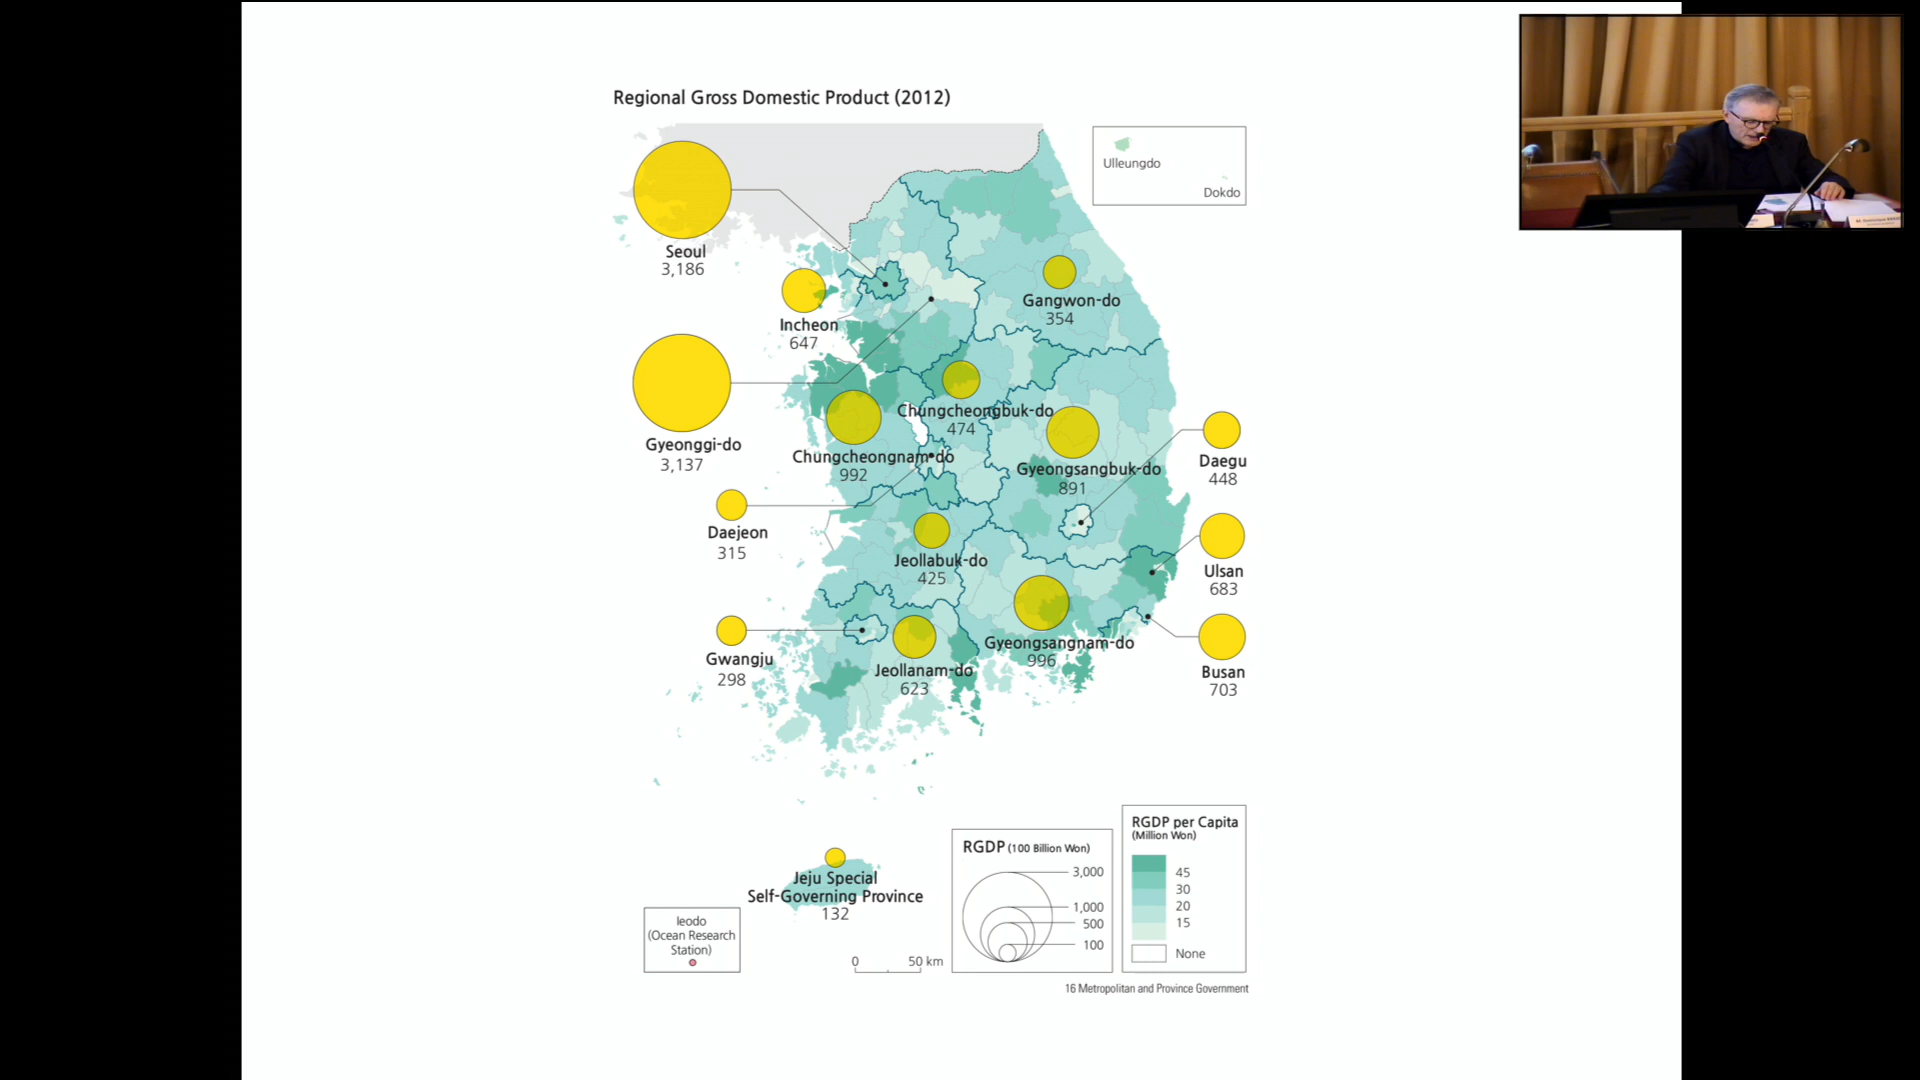 Regional Gross Domestic Product (2012)
Ulleungdo
Dokdo
Seoul
3,186
Incheon
647
Gangwon-do
354
Gyeonggi-do
3,137
Chungcheongbuk-do
474
Chungcheongnam-do
992
Gyeongsangbuk-do
891
Daegu
448
Daejeon
315
Jeollabuk-do
425
Ulsan
683
Gwangju
298
Jeollanam-do
623
Gyeongsangnam-do
996
Busan
703
Jeju Special
Self-Governing Province
132
Ieodo
(Ocean Research
Station)
0 50 km
RGDP (100 Billion Won)
3,000
1,000
500
100
RGDP per Capita
(Million Won)
45
30
20
15
None
16 Metropolitan and Province Government